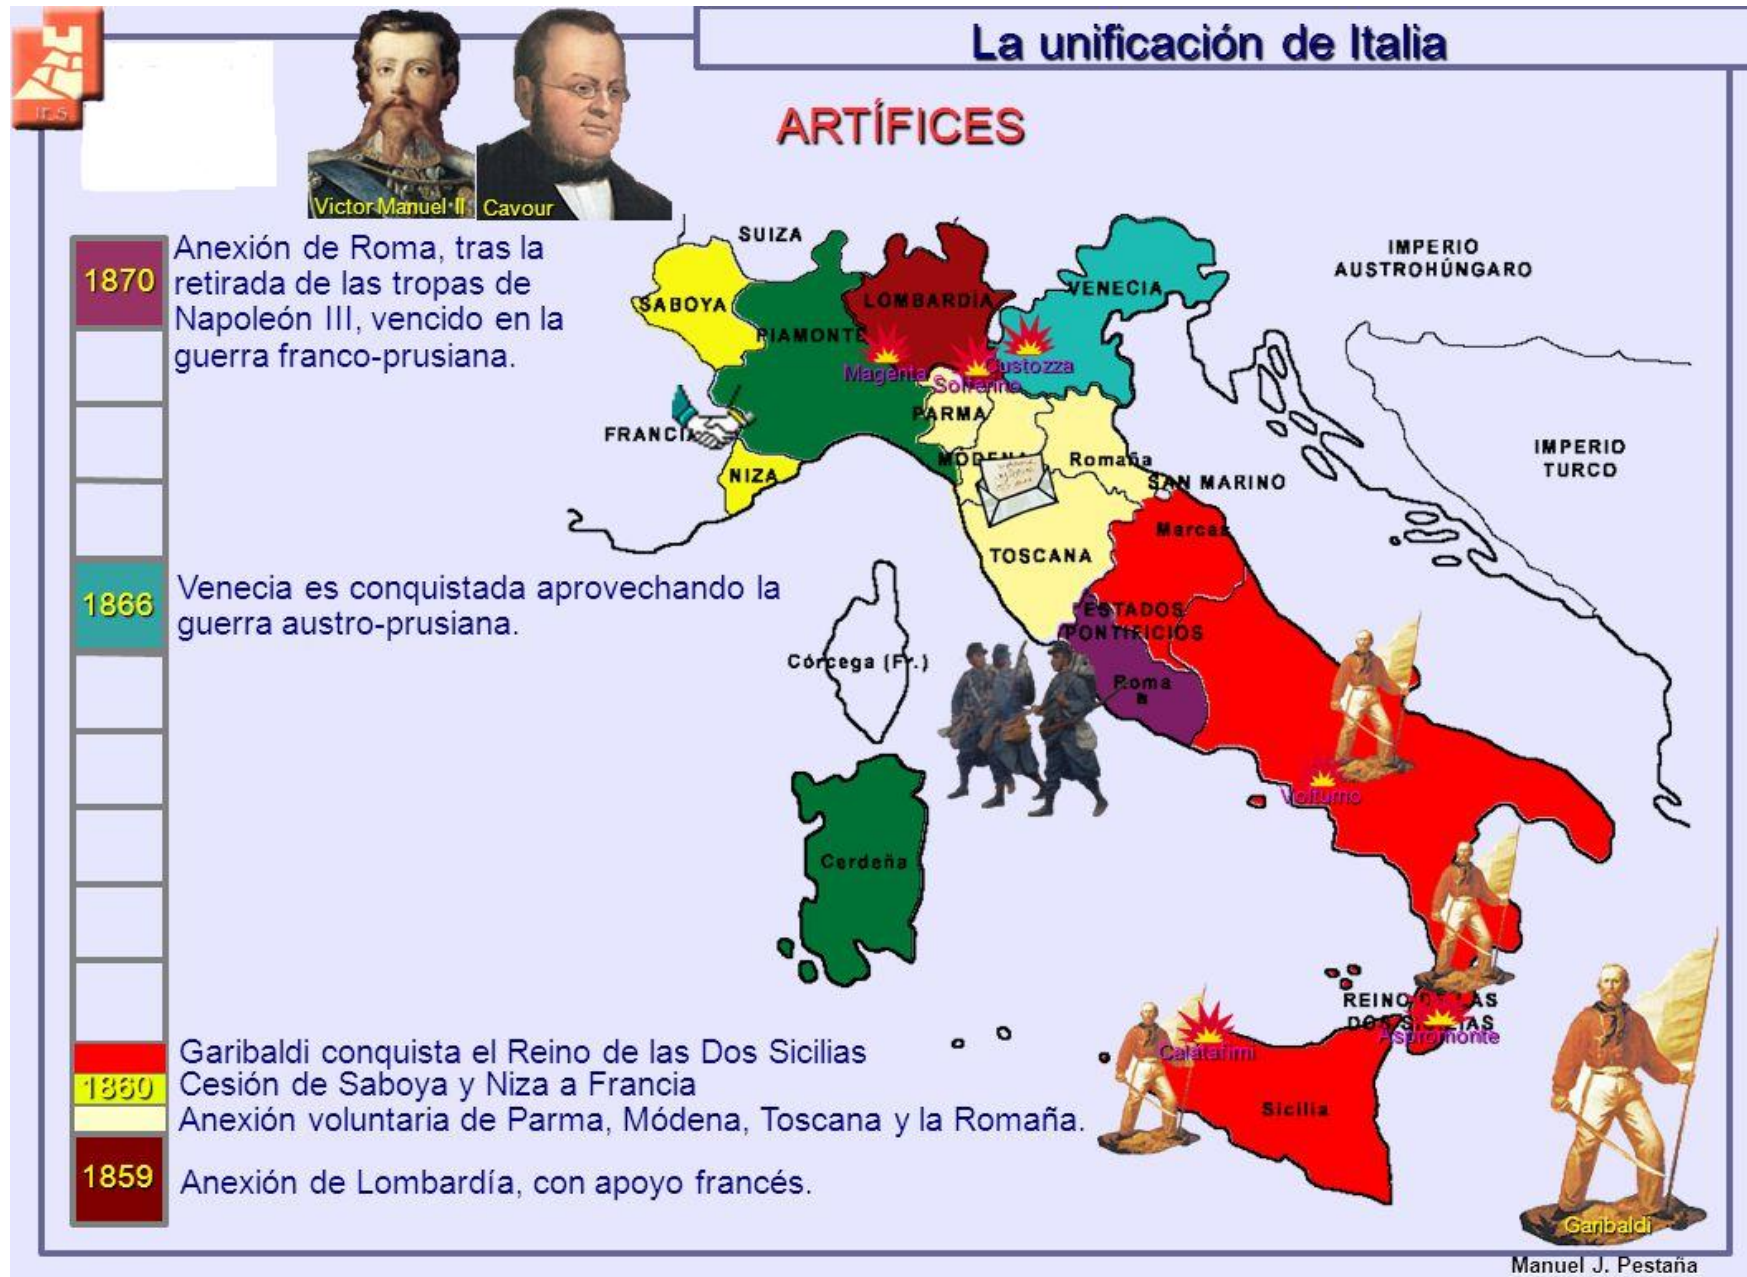 La unificación de Italia
IES
ARTÍFICES
Victor Manuel II
Cavour
1870
Anexión de Roma, tras la
retirada de las tropas de
Napoleón III, vencido en la
guerra franco-prusiana.
1866
Venecia es conquistada aprovechando la
guerra austro-prusiana.
Garibaldi conquista el Reino de las Dos Sicilias
1860
Cesión de Saboya y Niza a Francia
Anexión voluntaria de Parma, Módena, Toscana y la Romaña.
1859
Anexión de Lombardía, con apoyo francés.
SUIZA
IMPERIO
AUSTROHÚNGARO
SABOYA
LOMBARDÍA
VENECIA
PIAMONTE
Magenta
Solferino
Custozza
PARMA
FRANCIA
IMPERIO
TURCO
MÓDENA
Romaña
NIZA
SAN MARINO
Marcas
TOSCANA
ESTADOS
PONTIFICIOS
Córcega (Fr.)
Roma
Volturno
Cerdeña
REINO DE LAS
DOS SICILIAS
Aspromonte
Calatafimi
Sicilia
Garibaldi
Manuel J. Pestaña